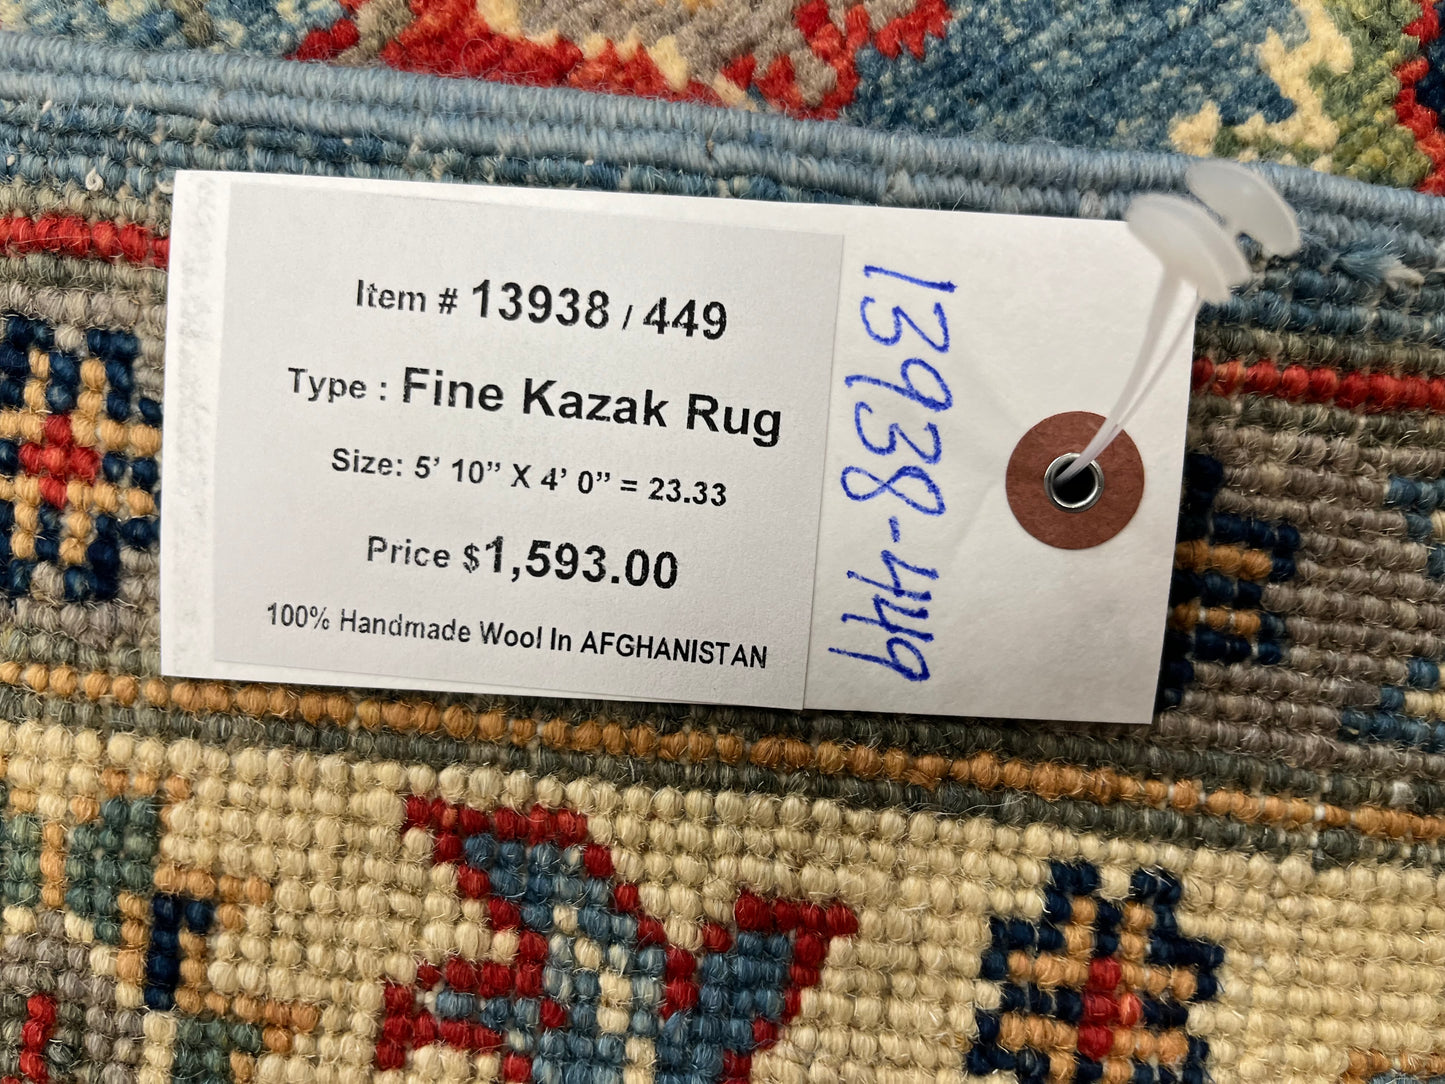 Item # 13938 / 449
Type : Fine Kazak Rug
Size: 5’ 10” X 4’ 0” = 23.33
Price $1,593.00
100% Handmade Wool In AFGHANISTAN
13938-449